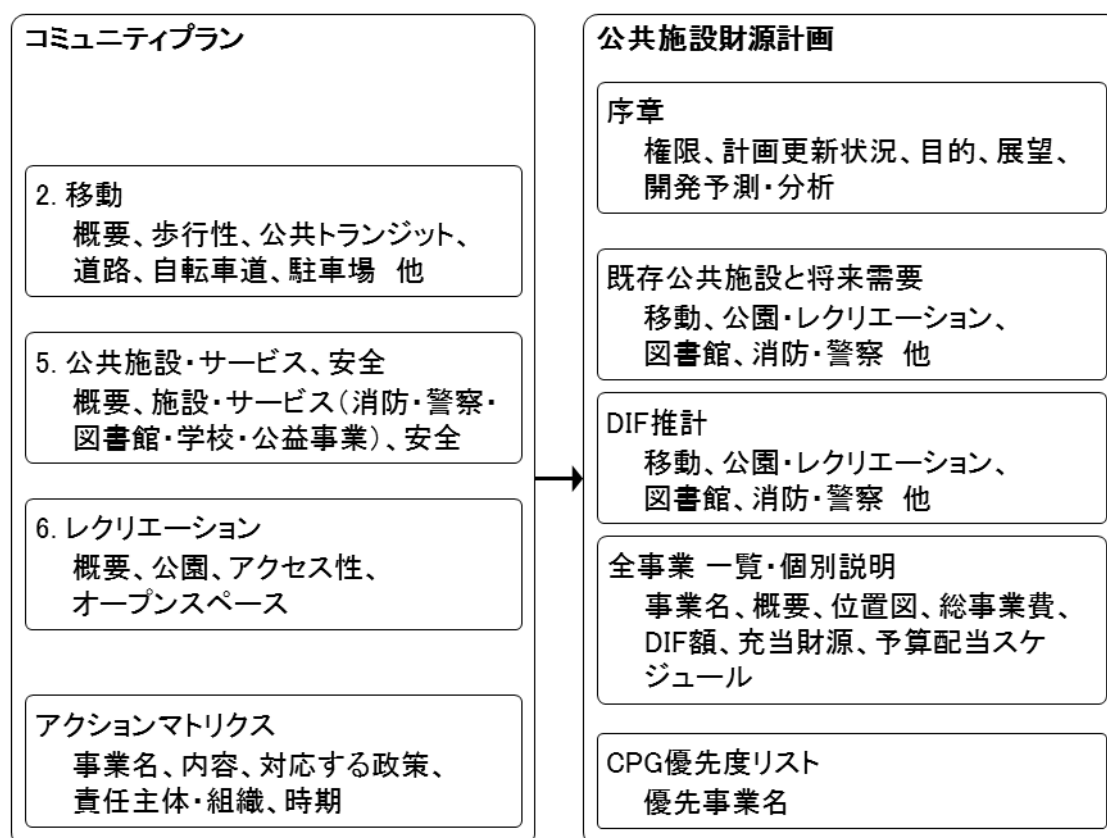 コミュニティプラン
2. 移動
概要、歩行性、公共トランジット、
道路、自転車道、駐車場　他
5. 公共施設・サービス、安全
概要、施設・サービス（消防・警察・
図書館・学校・公益事業）、安全
6. レクリエーション
概要、公園、アクセス性、
オープンスペース
アクションマトリクス
事業名、内容、対応する政策、
責任主体・組織、時期
公共施設財源計画
序章
権限、計画更新状況、目的、展望、
開発予測・分析
既存公共施設と将来需要
移動、公園・レクリエーション、
図書館、消防・警察　他
DIF推計
移動、公園・レクリエーション、
図書館、消防・警察　他
全事業 一覧・個別説明
事業名、概要、位置図、総事業費、
DIF額、充当財源、予算配当スケ
ジュール
CPG優先度リスト
優先事業名